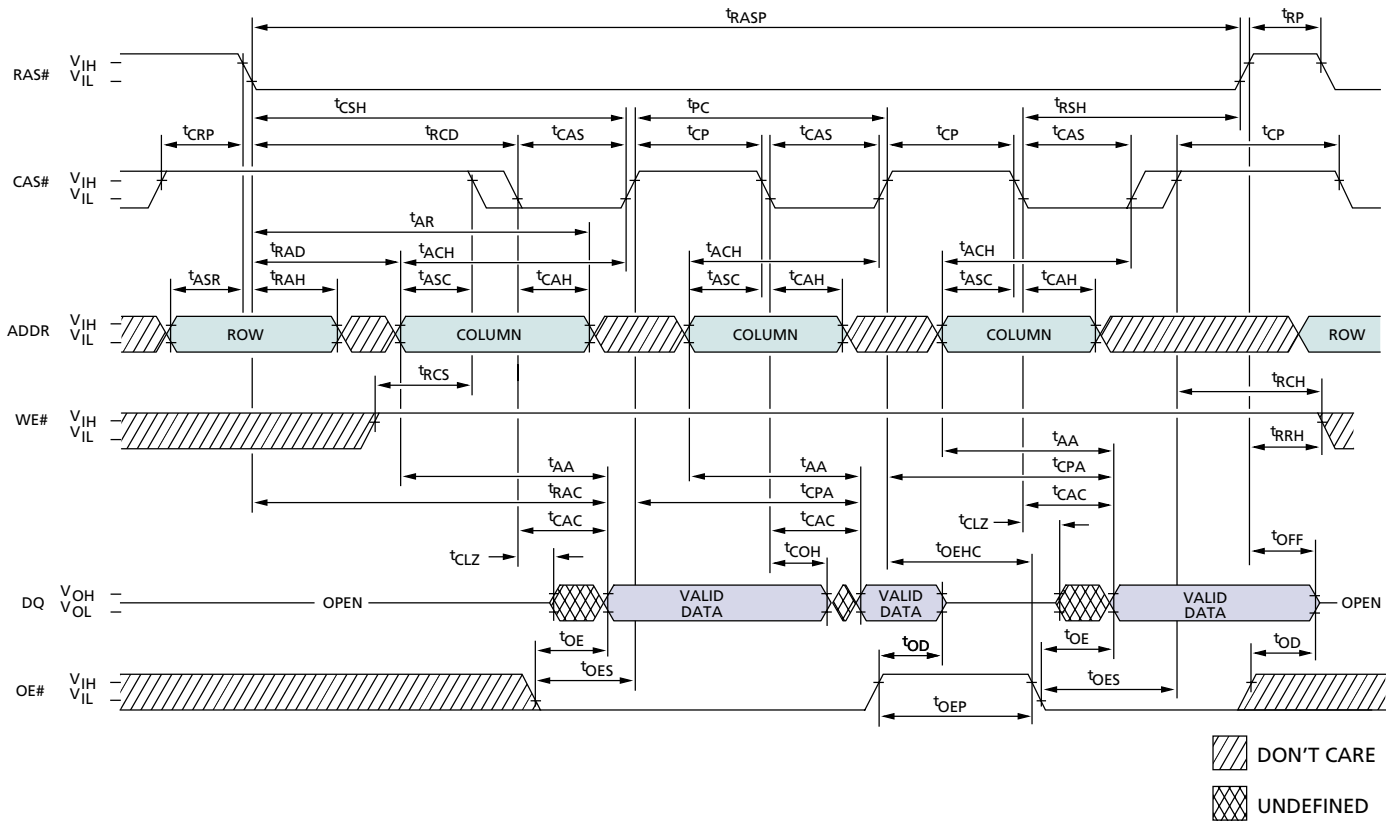 tRASP tRP
RAS# VIH
VIL
tCSH tPC tRSH
tCRP tRCD tCAS tCP tCAS tCP tCAS tCP
CAS# VIH
VIL
tAR
tRAD tACH tACH tACH
tASR tRAH tASC tCAH tASC tCAH tASC tCAH
ADDR VIH
VIL
ROW COLUMN COLUMN COLUMN ROW
tRCS tRCH
WE# VIH
VIL
tRRH
tAA tAA tAA
tRAC tCPA tCPA
tCAC tCAC tCAC
tCLZ tCOH tOEHC tCLZ tOFF
DQ VOH
VOL
OPEN VALID DATA VALID DATA VALID DATA OPEN
tOE tOD tOE tOD
tOES tOES
OE# VIH
VIL
tOEP
DON'T CARE
UNDEFINED